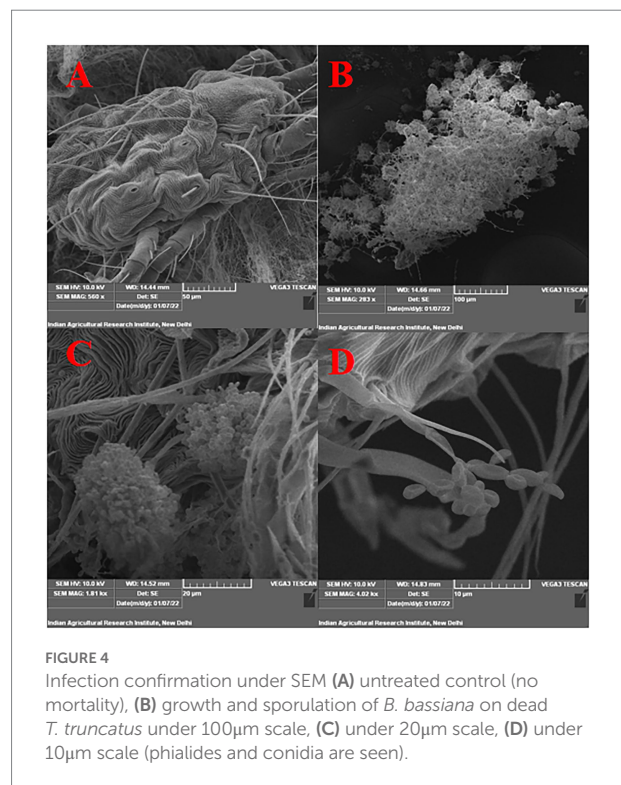 A
SEM HV: 10.0 kV WD: 14.44 mm VEGA3 TESCAN
SEM MAG: 560 x Det: SE 50 µm
Date(m/d/y): 01/07/22
Indian Agricultural Research Institute, New Delhi
B
SEM HV: 10.0 kV WD: 14.66 mm VEGA3 TESCAN
SEM MAG: 283 x Det: SE 100 µm
Date(m/d/y): 01/07/22
Indian Agricultural Research Institute, New Delhi
C
SEM HV: 10.0 kV WD: 14.52 mm VEGA3 TESCAN
SEM MAG: 1.81 kx Det: SE 20 µm
Date(m/d/y): 01/07/22
Indian Agricultural Research Institute, New Delhi
D
SEM HV: 10.0 kV WD: 14.83 mm VEGA3 TESCAN
SEM MAG: 4.02 kx Det: SE 10 µm
Date(m/d/y): 01/07/22
Indian Agricultural Research Institute, New Delhi
FIGURE 4
Infection confirmation under SEM (A) untreated control (no
mortality), (B) growth and sporulation of B. bassiana on dead
T. truncatus under 100µm scale, (C) under 20µm scale, (D) under
10µm scale (phialides and conidia are seen).